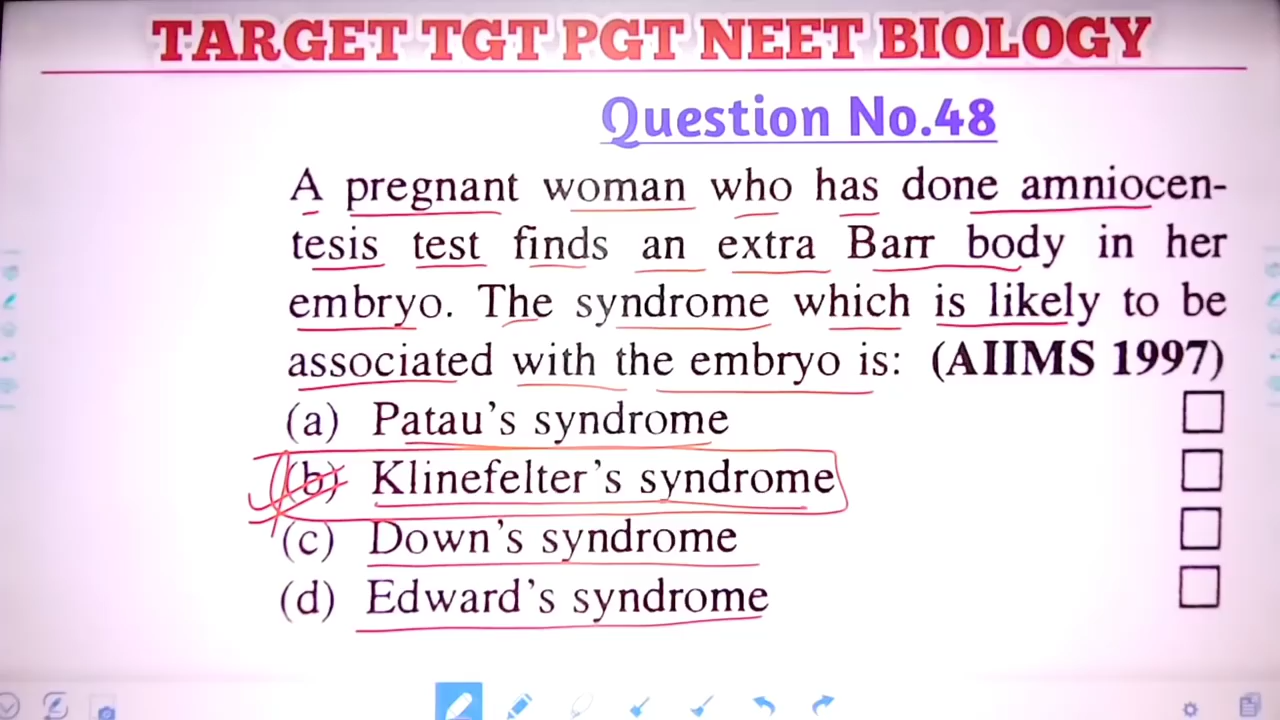 TARGET TGT PGT NEET BIOLOGY
Question No.48
A pregnant woman who has done amniocen-
tesis test finds an extra Barr body in her
embryo. The syndrome which is likely to be
associated with the embryo is: (AIIMS 1997)
(a) Patau's syndrome
(b) Klinefelter's syndrome
(c) Down's syndrome
(d) Edward's syndrome